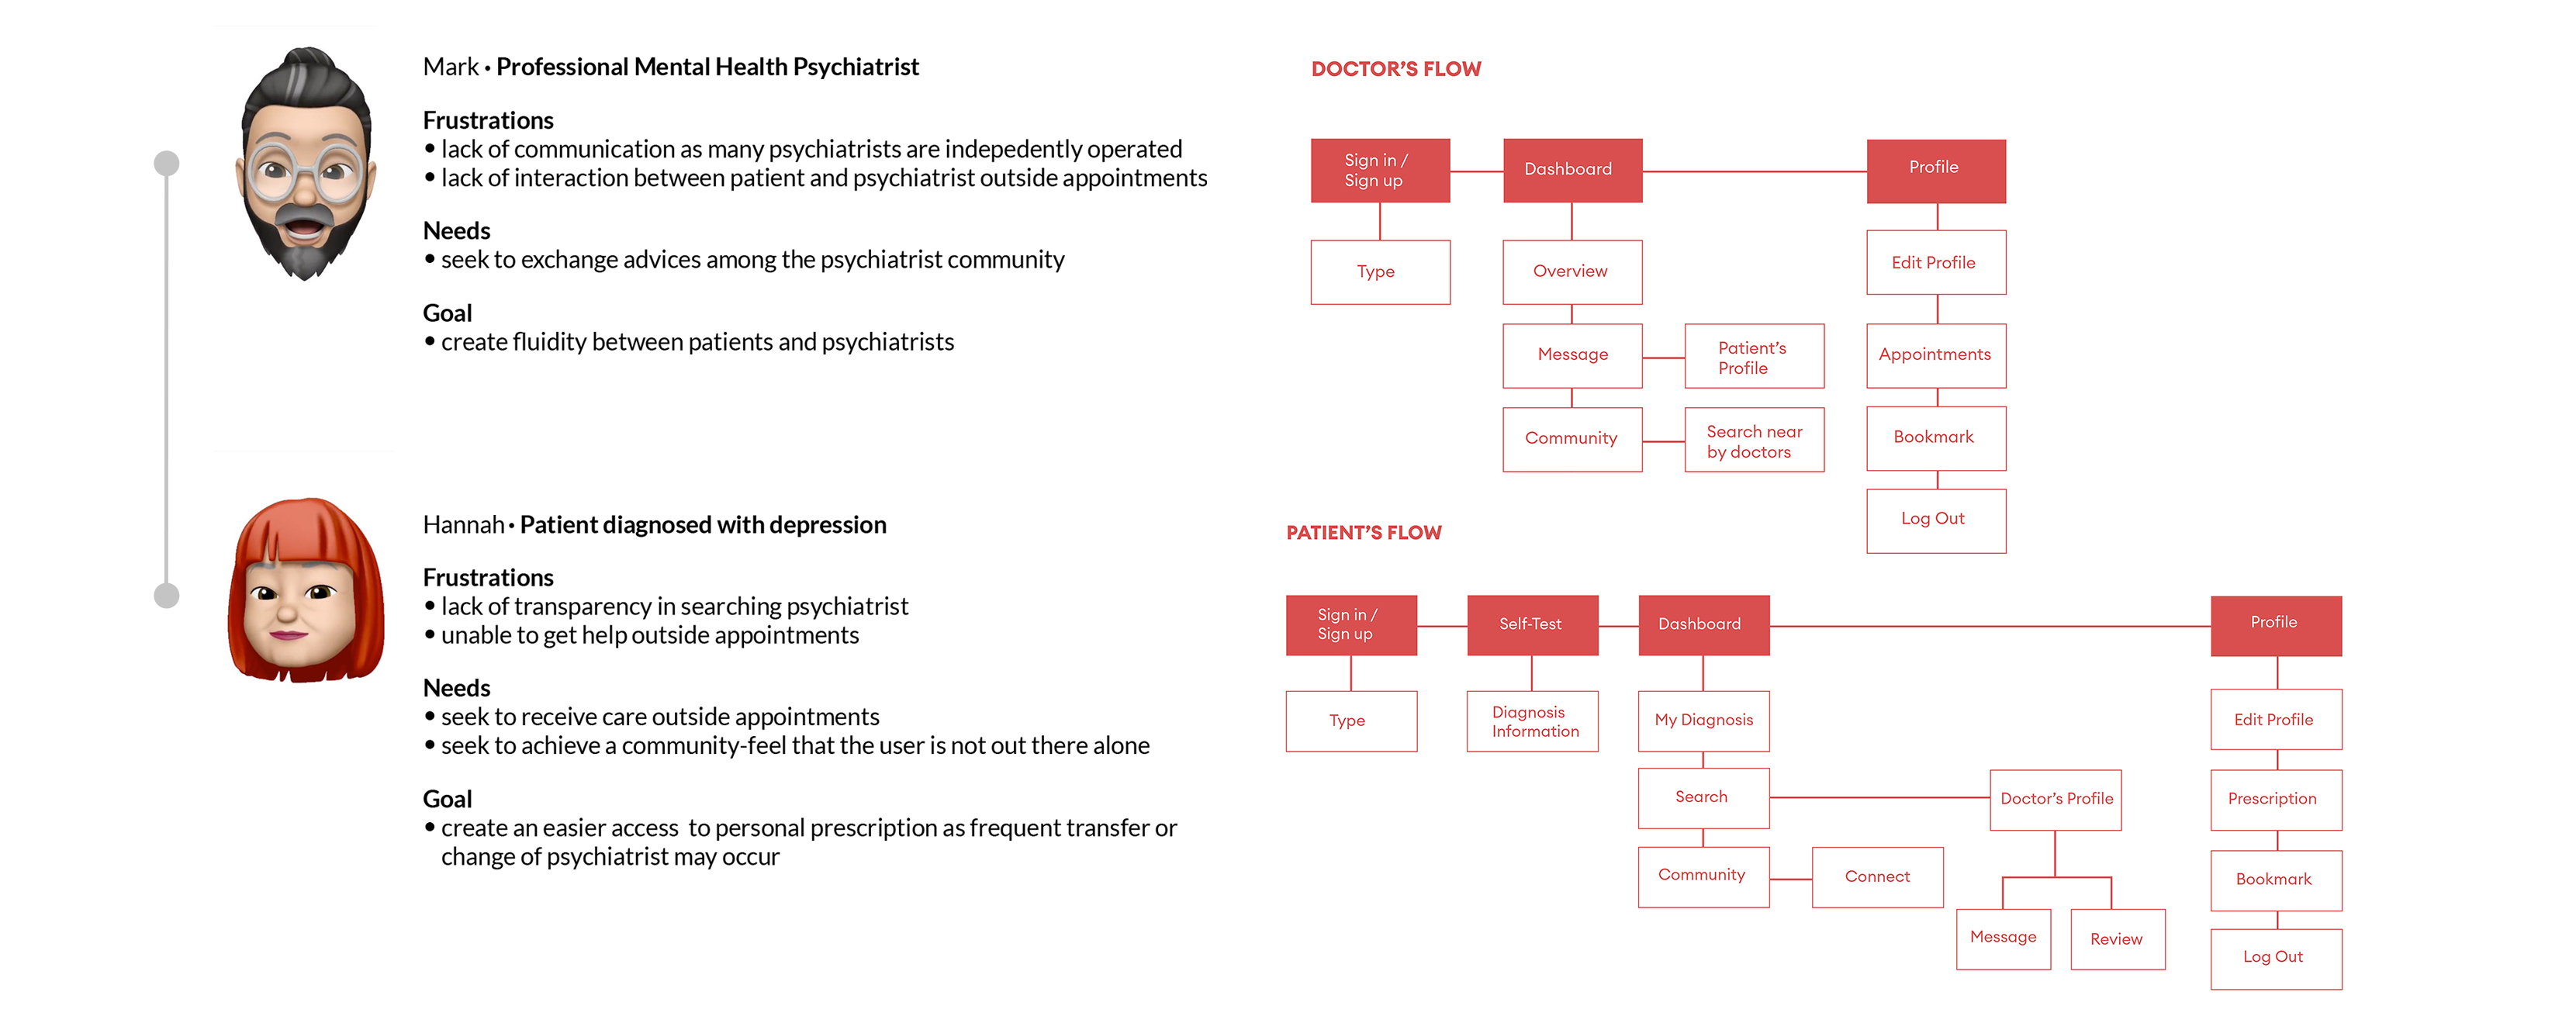 Mark · Professional Mental Health Psychiatrist
Frustrations
• lack of communication as many psychiatrists are indepedently operated
• lack of interaction between patient and psychiatrist outside appointments
Needs
• seek to exchange advices among the psychiatrist community
Goal
• create fluidity between patients and psychiatrists
Hannah · Patient diagnosed with depression
Frustrations
• lack of transparency in searching psychiatrist
• unable to get help outside appointments
Needs
• seek to receive care outside appointments
• seek to achieve a community-feel that the user is not out there alone
Goal
• create an easier access to personal prescription as frequent transfer or
change of psychiatrist may occur
DOCTOR'S FLOW
Sign in /
Sign up
Type
Dashboard
Overview
Message
Patient's
Profile
Community
Search near
by doctors
Profile
Edit Profile
Appointments
Bookmark
Log Out
PATIENT'S FLOW
Sign in /
Sign up
Type
Self-Test
Diagnosis
Information
Dashboard
My Diagnosis
Search
Doctor's Profile
Message
Review
Community
Connect
Profile
Edit Profile
Prescription
Bookmark
Log Out